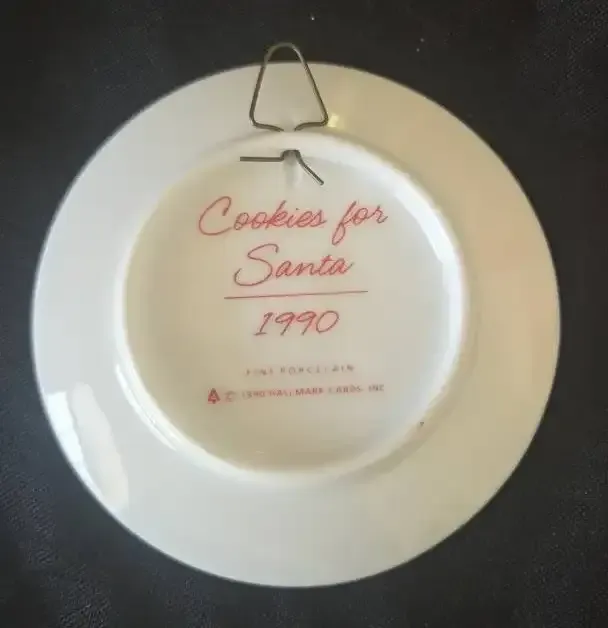 Cookies for
Santa
1990
FINE PORCELAIN
© 1990 HALLMARK CARDS, INC.